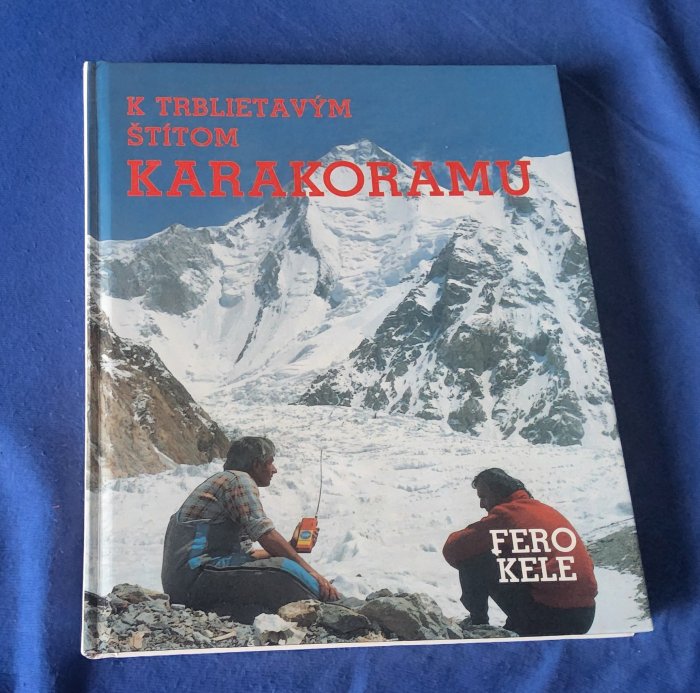 K TRBLIETAVÝM
ŠTÍTOM
KARAKORAMU
FERO
KELE